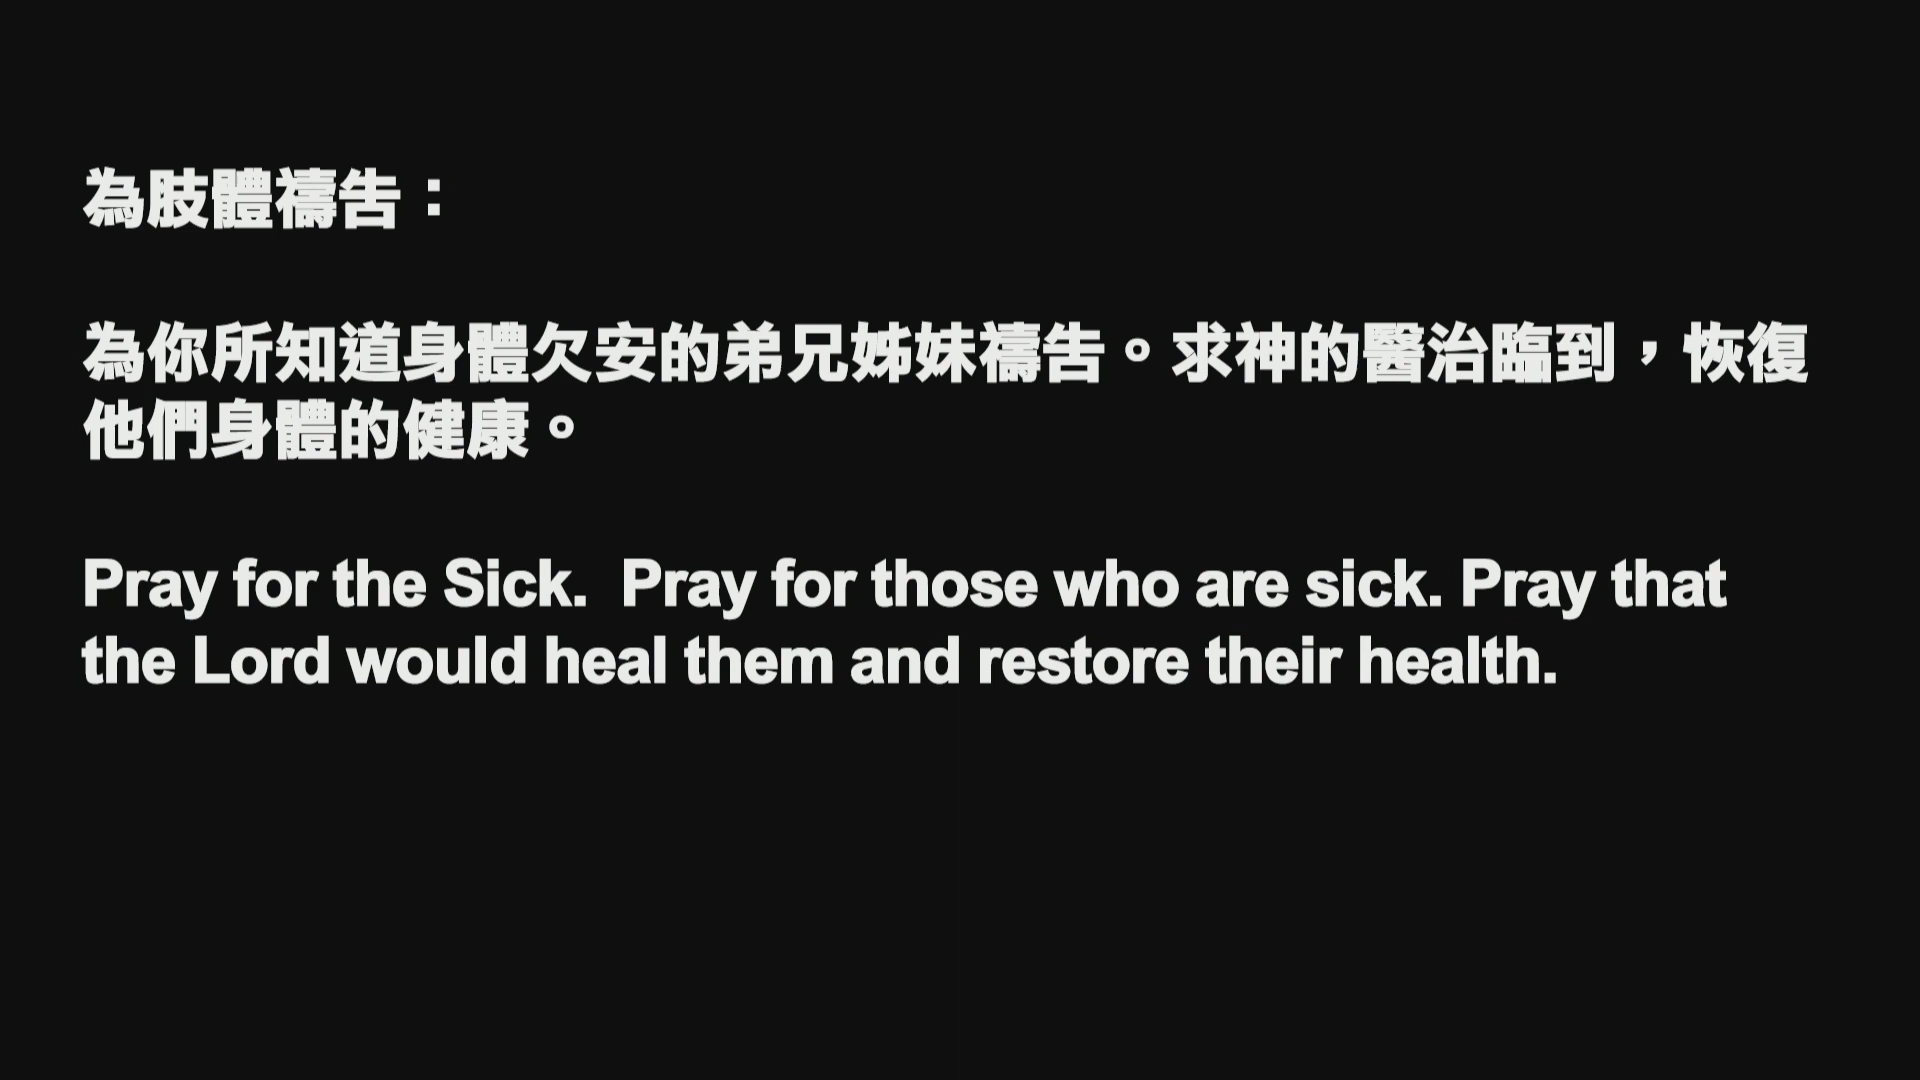 為肢體禱告：
為你所知道身體欠安的弟兄姊妹禱告。求神的醫治臨到，恢復
他們身體的健康。
Pray for the Sick.  Pray for those who are sick. Pray that
the Lord would heal them and restore their health.